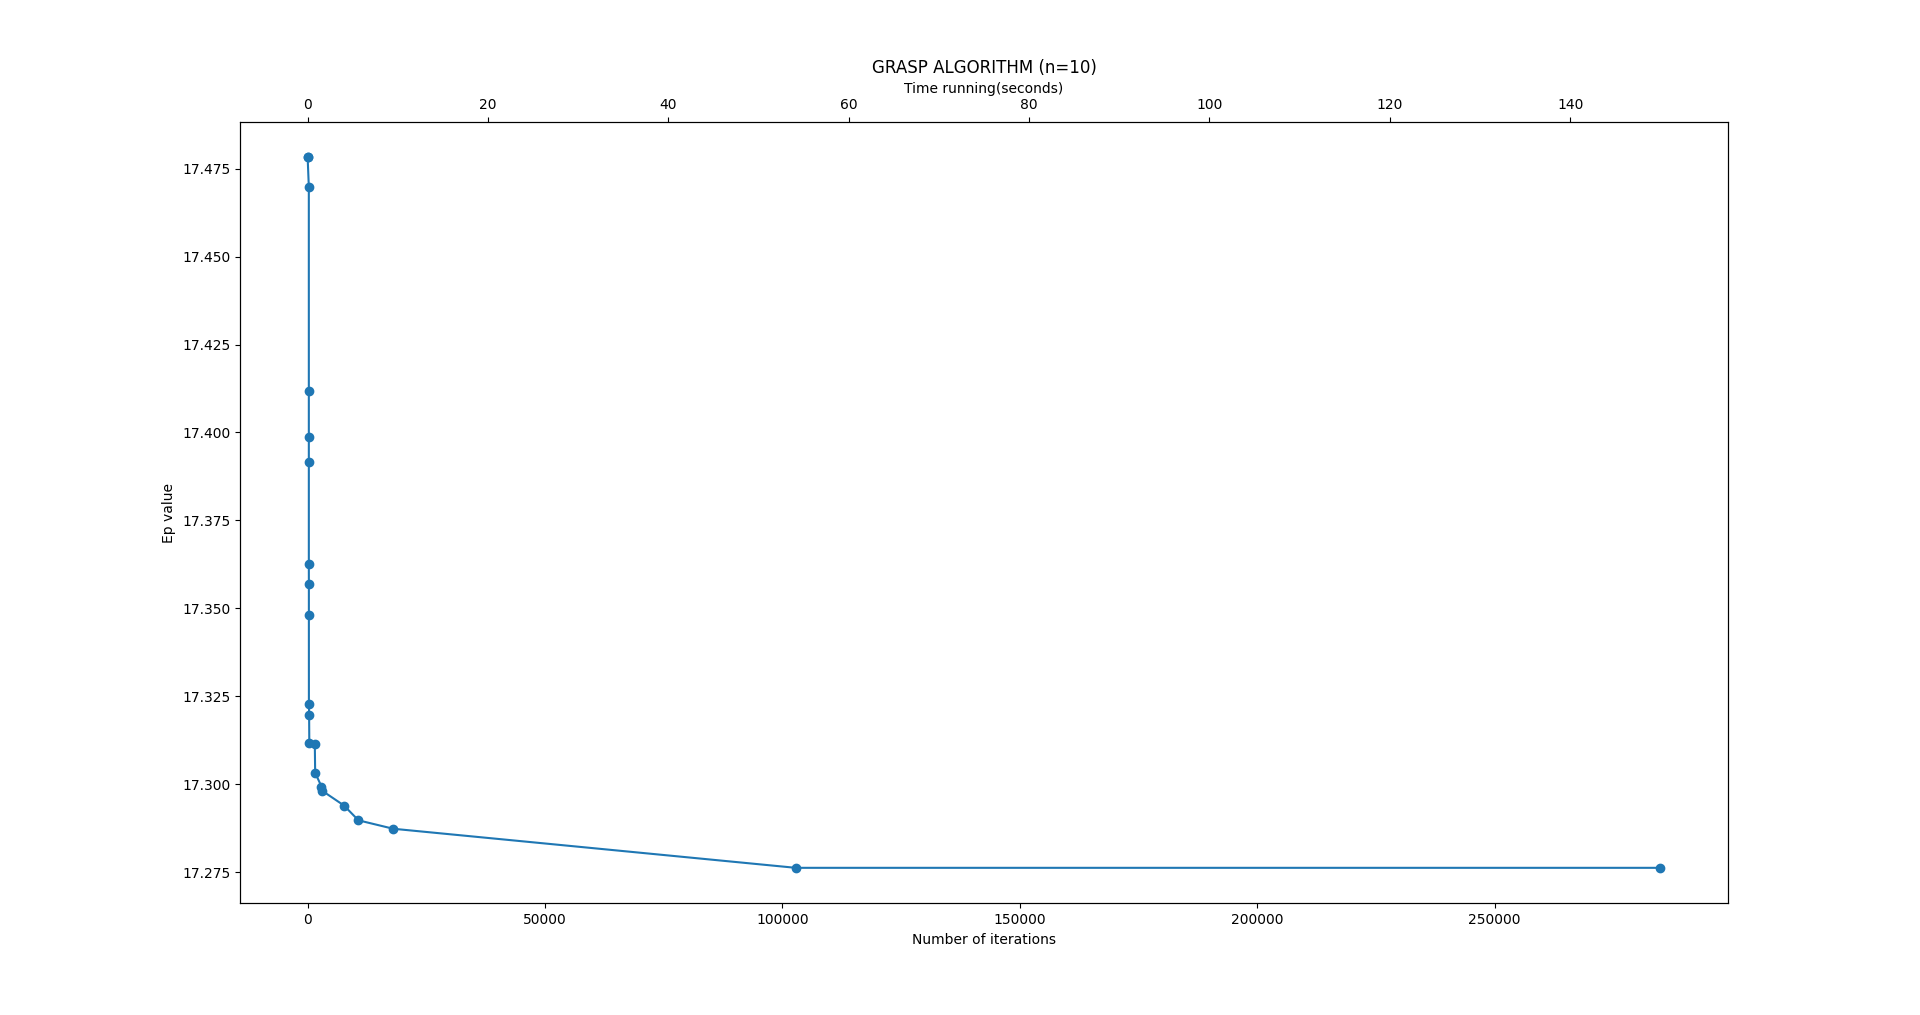 GRASP ALGORITHM (n=10)
Time running(seconds)
0 20 40 60 80 100 120 140
17.475
17.450
17.425
17.400
17.375
17.350
17.325
17.300
17.275
Ep value
0 50000 100000 150000 200000 250000
Number of iterations